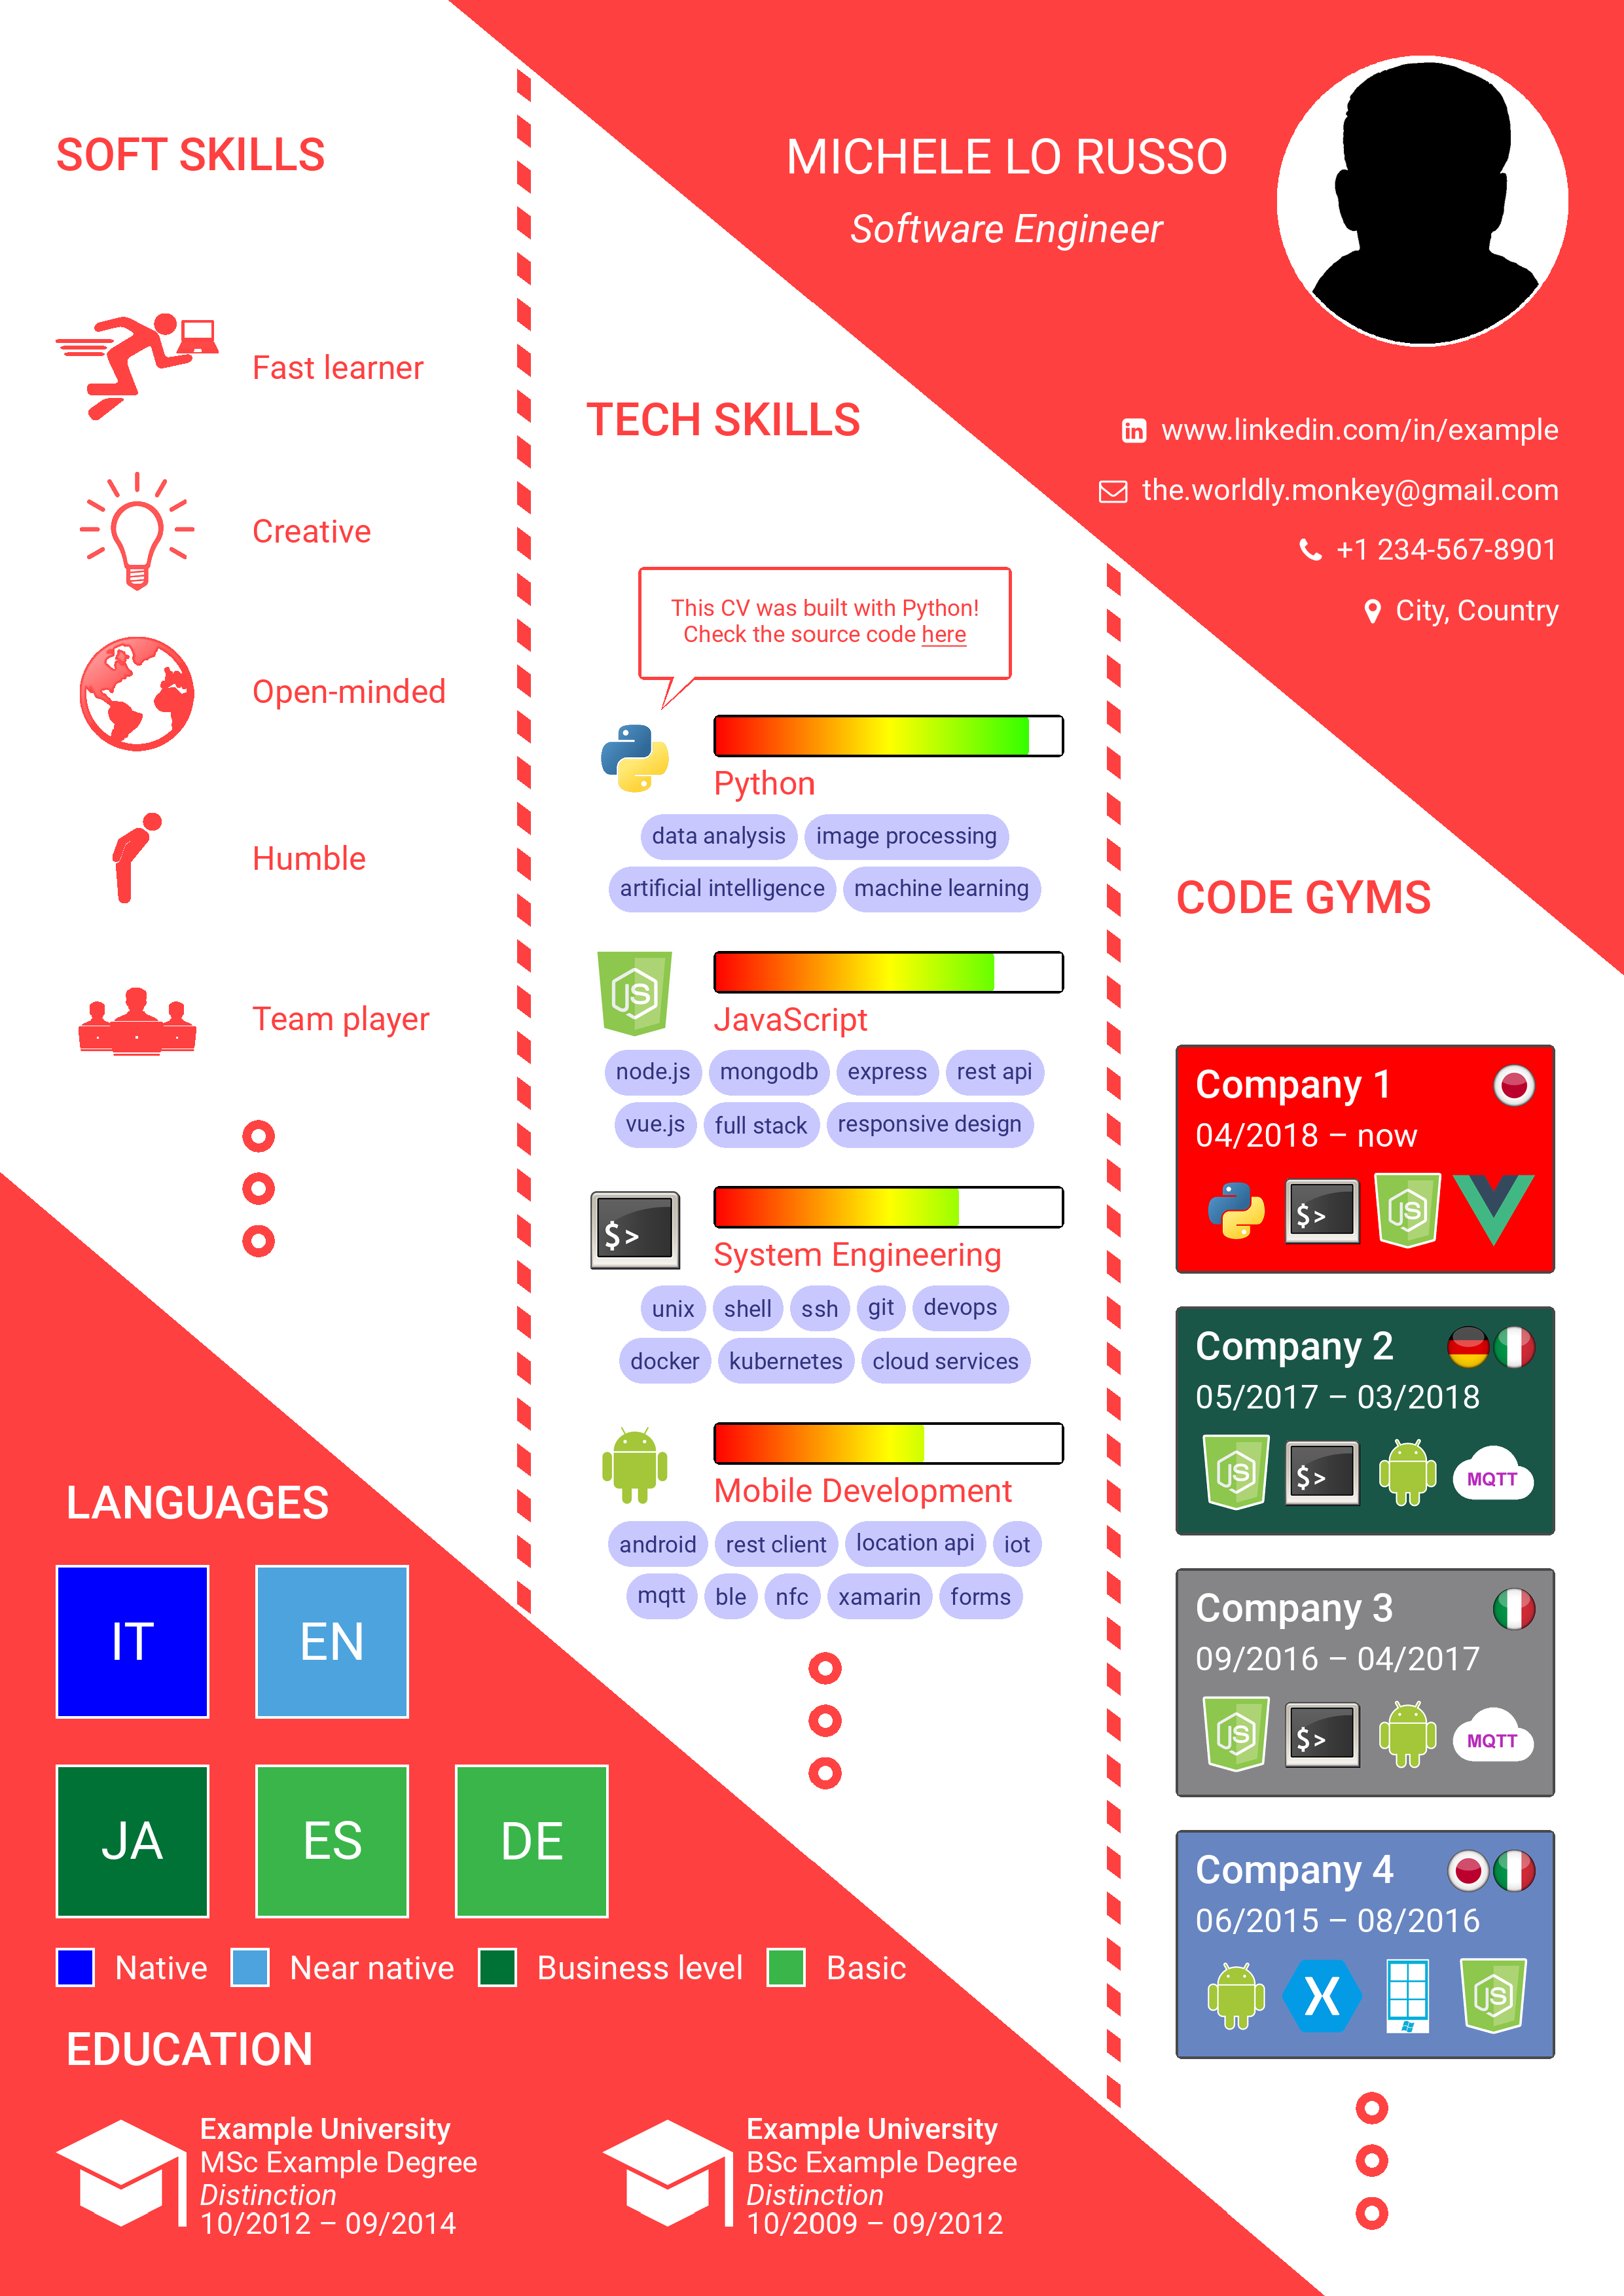 SOFT SKILLS
Fast learner
Creative
Open-minded
Humble
Team player
MICHELE LO RUSSO
Software Engineer
in www.linkedin.com/in/example
the.worldly.monkey@gmail.com
+1 234-567-8901
City, Country
TECH SKILLS
This CV was built with Python!
Check the source code here
Python
data analysis image processing
artificial intelligence machine learning
JS
JavaScript
node.js mongodb express rest api
vue.js full stack responsive design
$>
System Engineering
unix shell ssh git devops
docker kubernetes cloud services
Mobile Development
android rest client location api iot
mqtt ble nfc xamarin forms
CODE GYMS
Company 1
04/2018 – now
$> JS
Company 2
05/2017 – 03/2018
JS $> MQTT
Company 3
09/2016 – 04/2017
JS $> MQTT
Company 4
06/2015 – 08/2016
X JS
LANGUAGES
IT EN
JA ES DE
Native Near native Business level Basic
EDUCATION
Example University
MSc Example Degree
Distinction
10/2012 – 09/2014
Example University
BSc Example Degree
Distinction
10/2009 – 09/2012